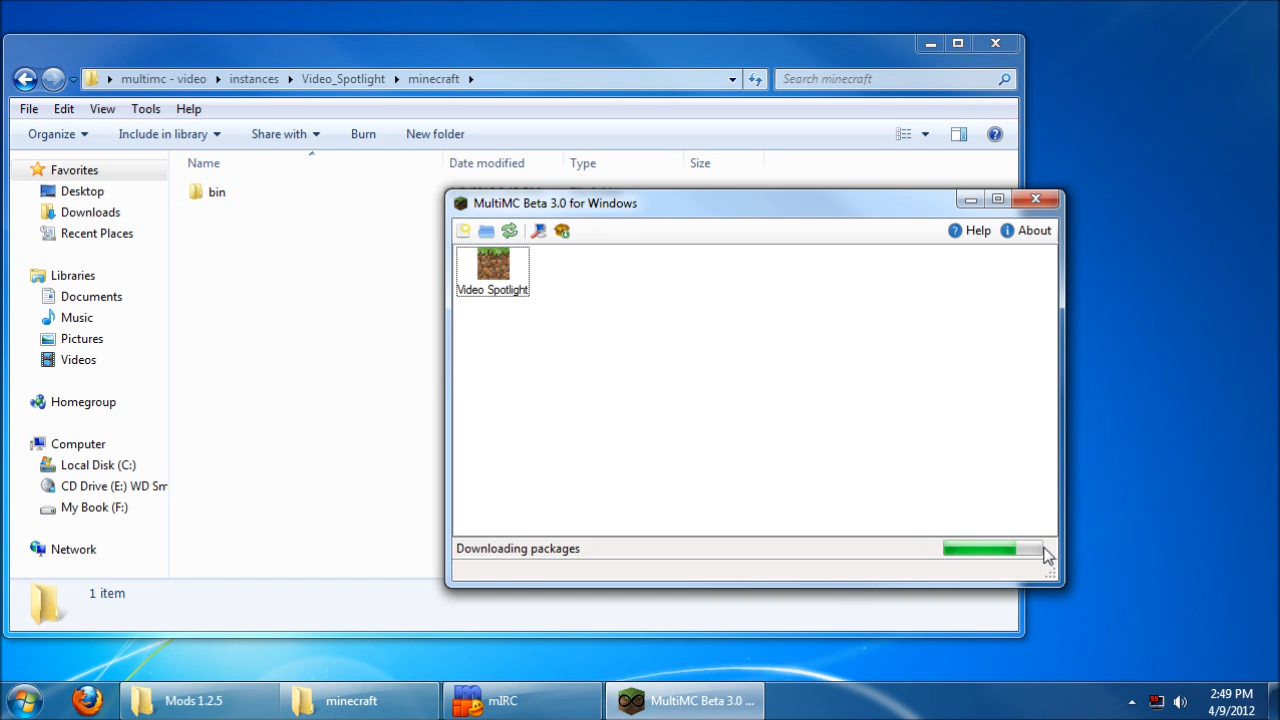 multimc - video instances Video_Spotlight minecraft
Search minecraft
File Edit View Tools Help
Organize Include in library Share with Burn New folder
Name Date modified Type Size
Favorites
Desktop
Downloads
Recent Places
Libraries
Documents
Music
Pictures
Videos
Homegroup
Computer
Local Disk (C:)
CD Drive (E:) WD Sm
My Book (F:)
Network
bin
1 item
MultiMC Beta 3.0 for Windows
Help About
Video Spotlight
Downloading packages
Mods 1.2.5
minecraft
mIRC
MultiMC Beta 3.0 ...
2:49 PM
4/9/2012